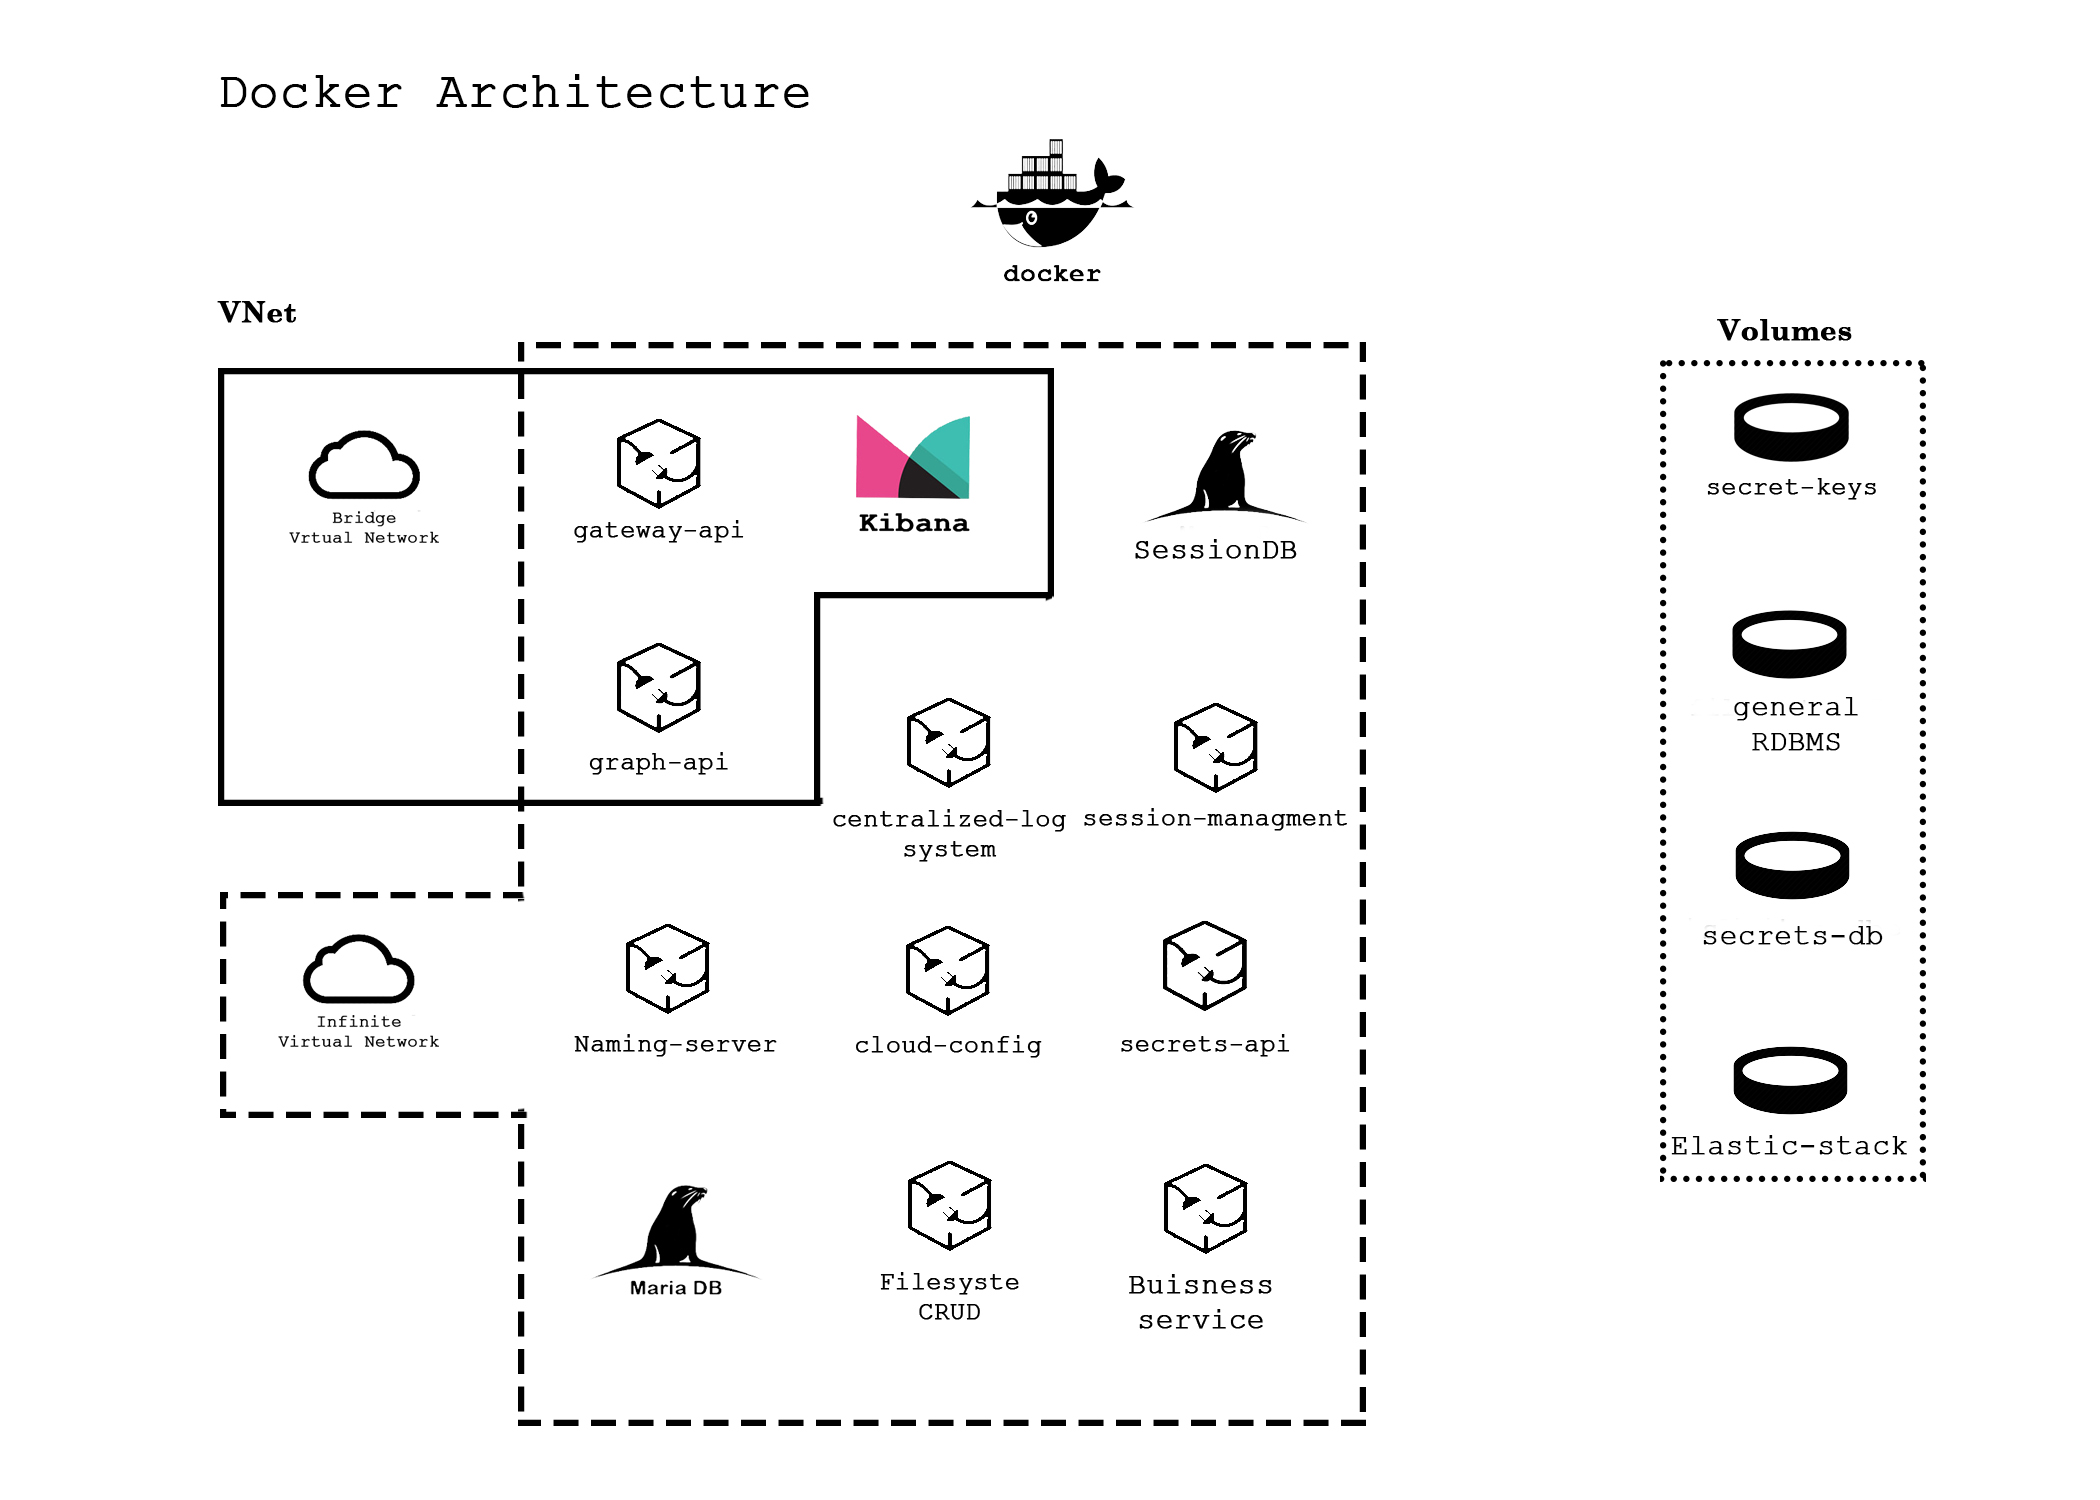 Docker Architecture
docker
VNet
Volumes
Bridge
Vrtual Network
gateway-api
Kibana
SessionDB
secret-keys
graph-api
general
RDBMS
centralized-log
system
session-managment
secrets-db
Infinite
Virtual Network
Naming-server
cloud-config
secrets-api
Elastic-stack
Maria DB
Filesyste
CRUD
Buisness
service